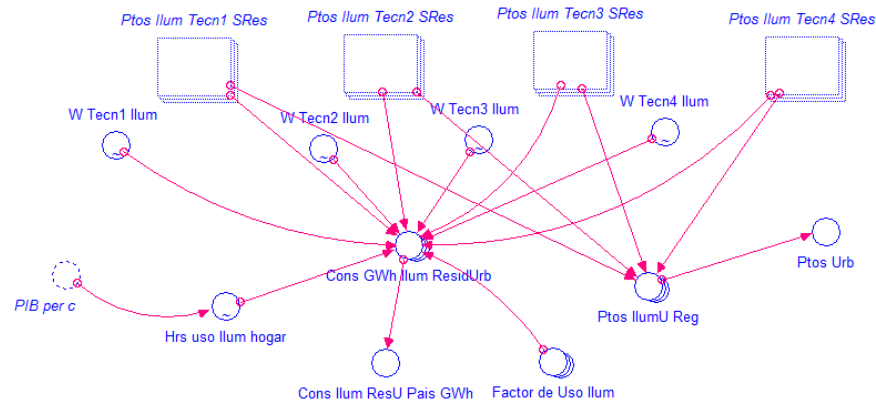 Ptos Ilum Tecn1 SRes
Ptos Ilum Tecn2 SRes
Ptos Ilum Tecn3 SRes
Ptos Ilum Tecn4 SRes
W Tecn1 Ilum
W Tecn2 Ilum
W Tecn3 Ilum
W Tecn4 Ilum
~
~
~
~
Cons GWh Ilum ResidUrb
Ptos Urb
PIB per c
~
Hrs uso Ilum hogar
Ptos IlumU Reg
Cons Ilum ResU Pais GWh
Factor de Uso Ilum